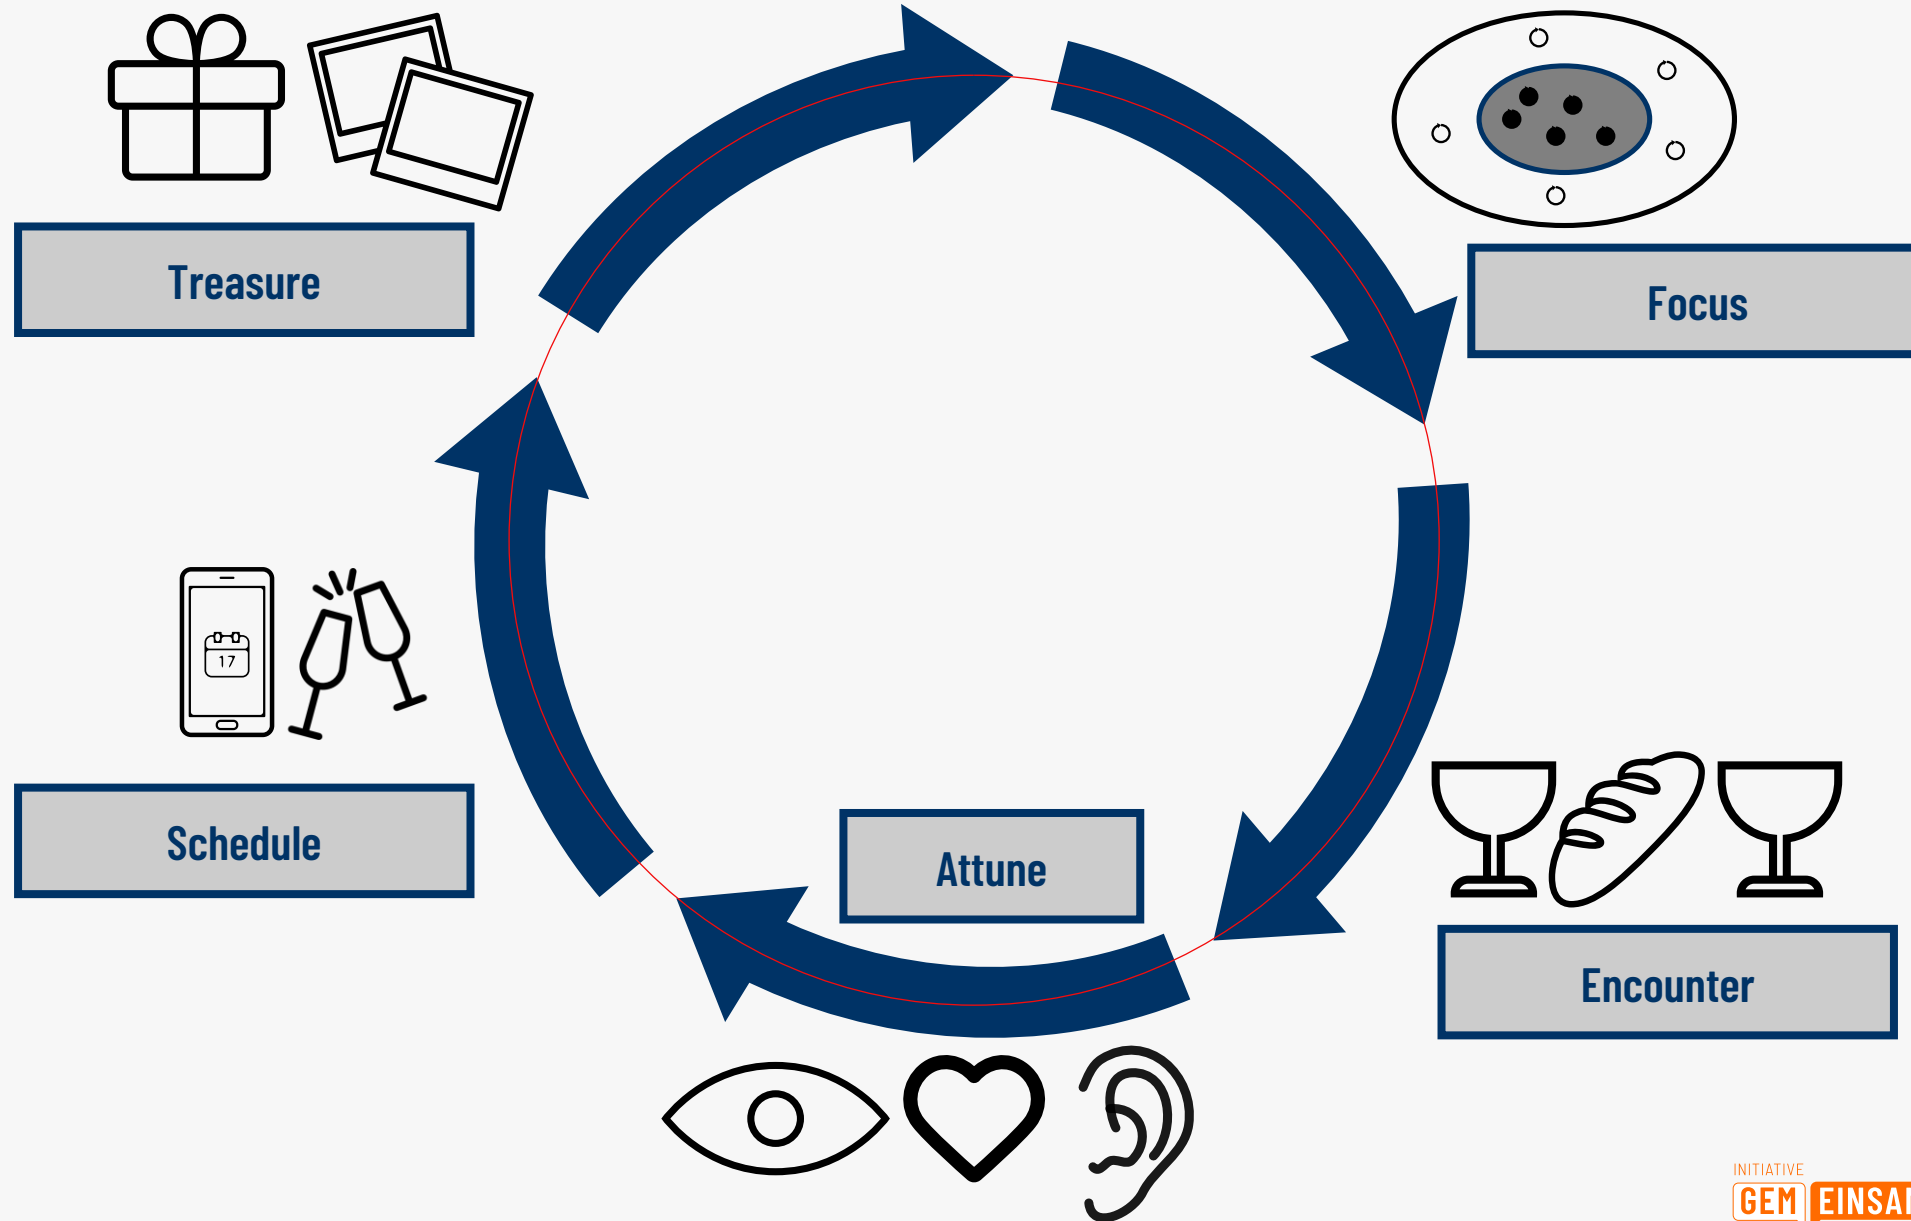 Treasure
Focus
17
Schedule
Attune
Encounter
INITIATIVE
GEM